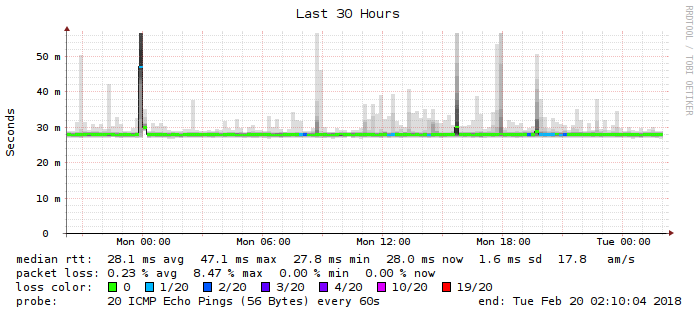 Last 30 Hours
RRDTOOL / TOBI OETIKER
Seconds
50 m
40 m
30 m
20 m
10 m
0
Mon 00:00 Mon 06:00 Mon 12:00 Mon 18:00 Tue 00:00
median rtt: 28.1 ms avg 47.1 ms max 27.8 ms min 28.0 ms now 1.6 ms sd 17.8 am/s
packet loss: 0.23 % avg 8.47 % max 0.00 % min 0.00 % now
loss color: 0 1/20 2/20 3/20 4/20 10/20 19/20
probe: 20 ICMP Echo Pings (56 Bytes) every 60s end: Tue Feb 20 02:10:04 2018